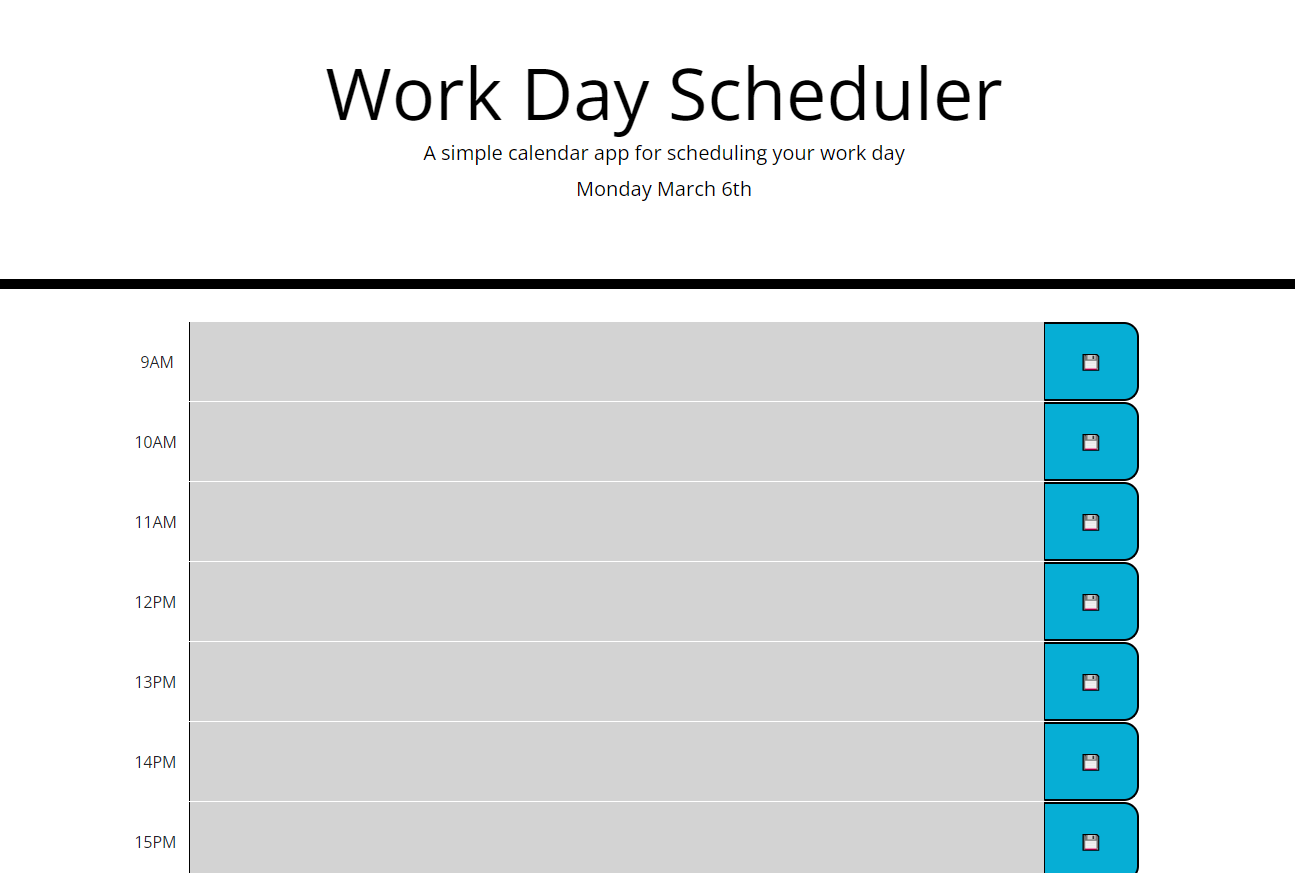 Work Day Scheduler
A simple calendar app for scheduling your work day
Monday March 6th
9AM
10AM
11AM
12PM
13PM
14PM
15PM